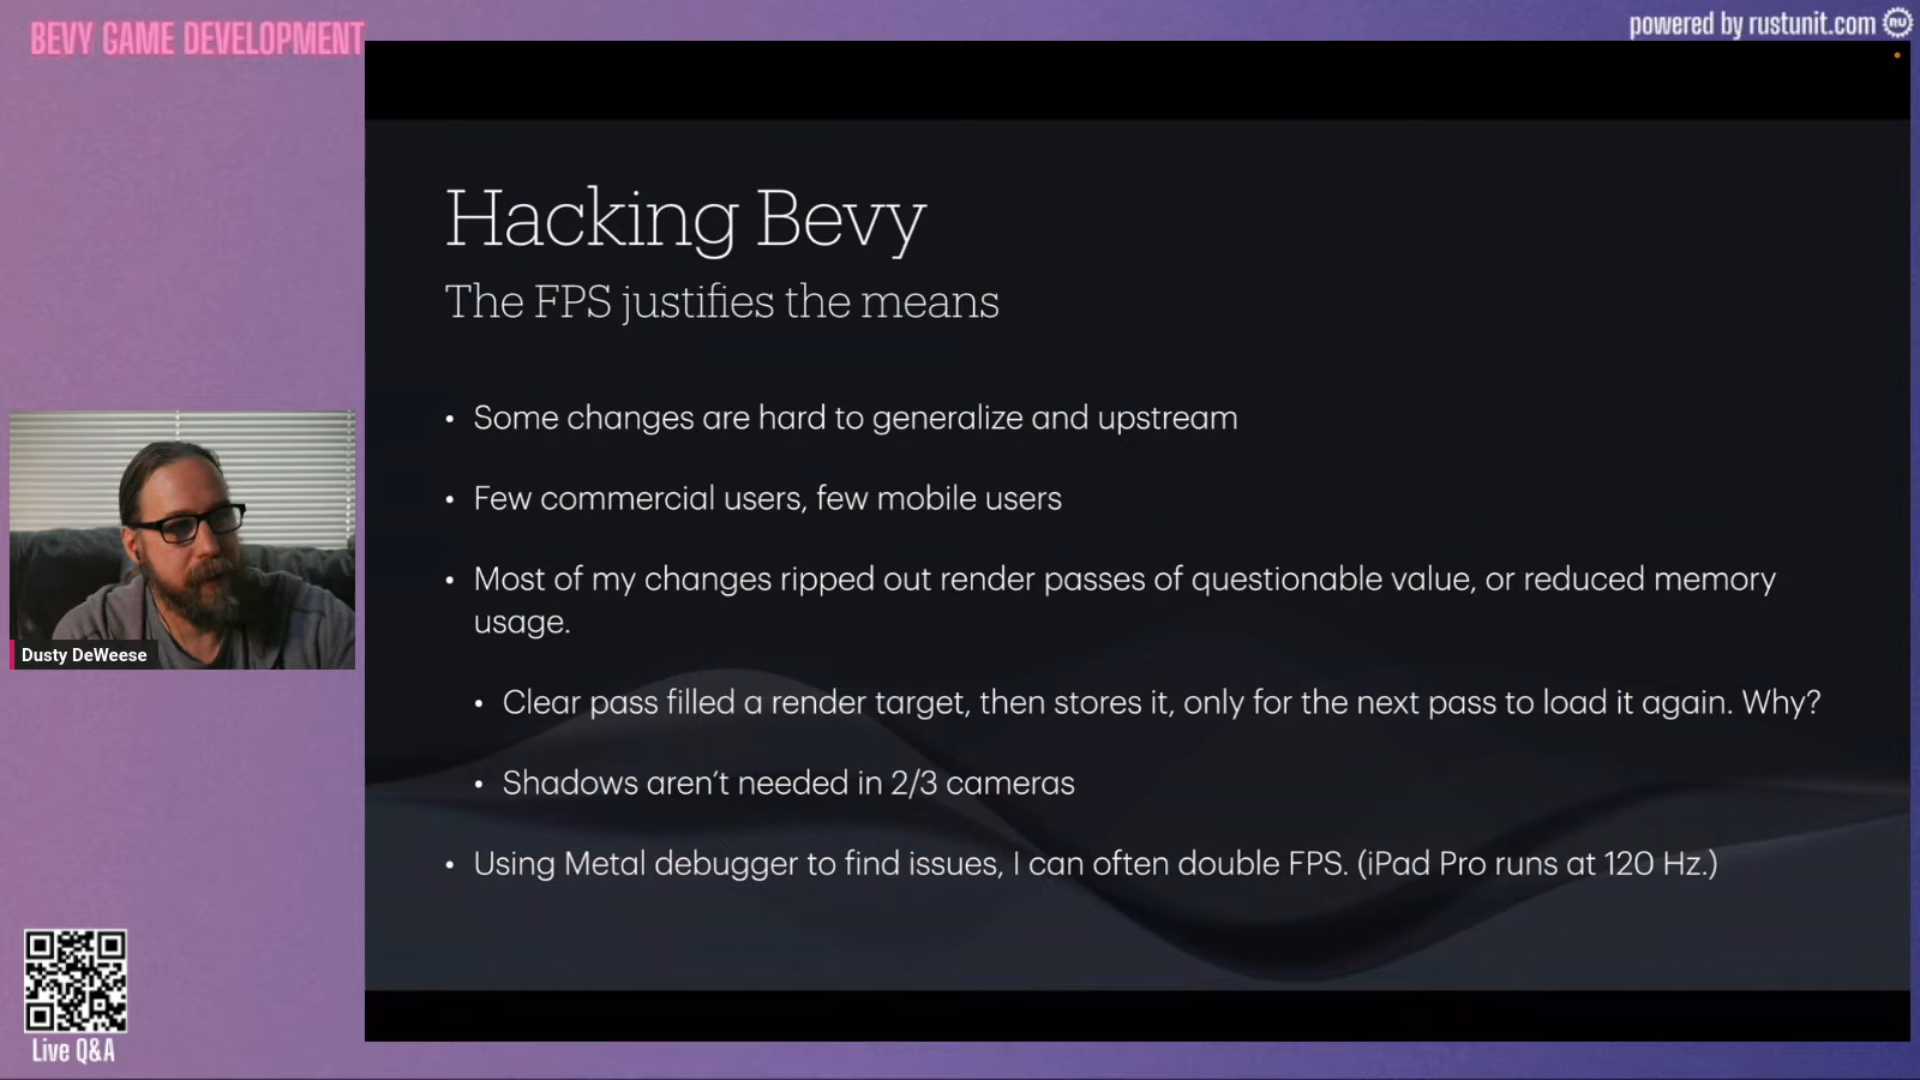 BEVY GAME DEVELOPMENT
powered by rustunit.com
RU
Hacking Bevy
The FPS justifies the means
• Some changes are hard to generalize and upstream
• Few commercial users, few mobile users
• Most of my changes ripped out render passes of questionable value, or reduced memory
usage.
• Clear pass filled a render target, then stores it, only for the next pass to load it again. Why?
• Shadows aren’t needed in 2/3 cameras
• Using Metal debugger to find issues, I can often double FPS. (iPad Pro runs at 120 Hz.)
Dusty DeWeese
Live Q&A